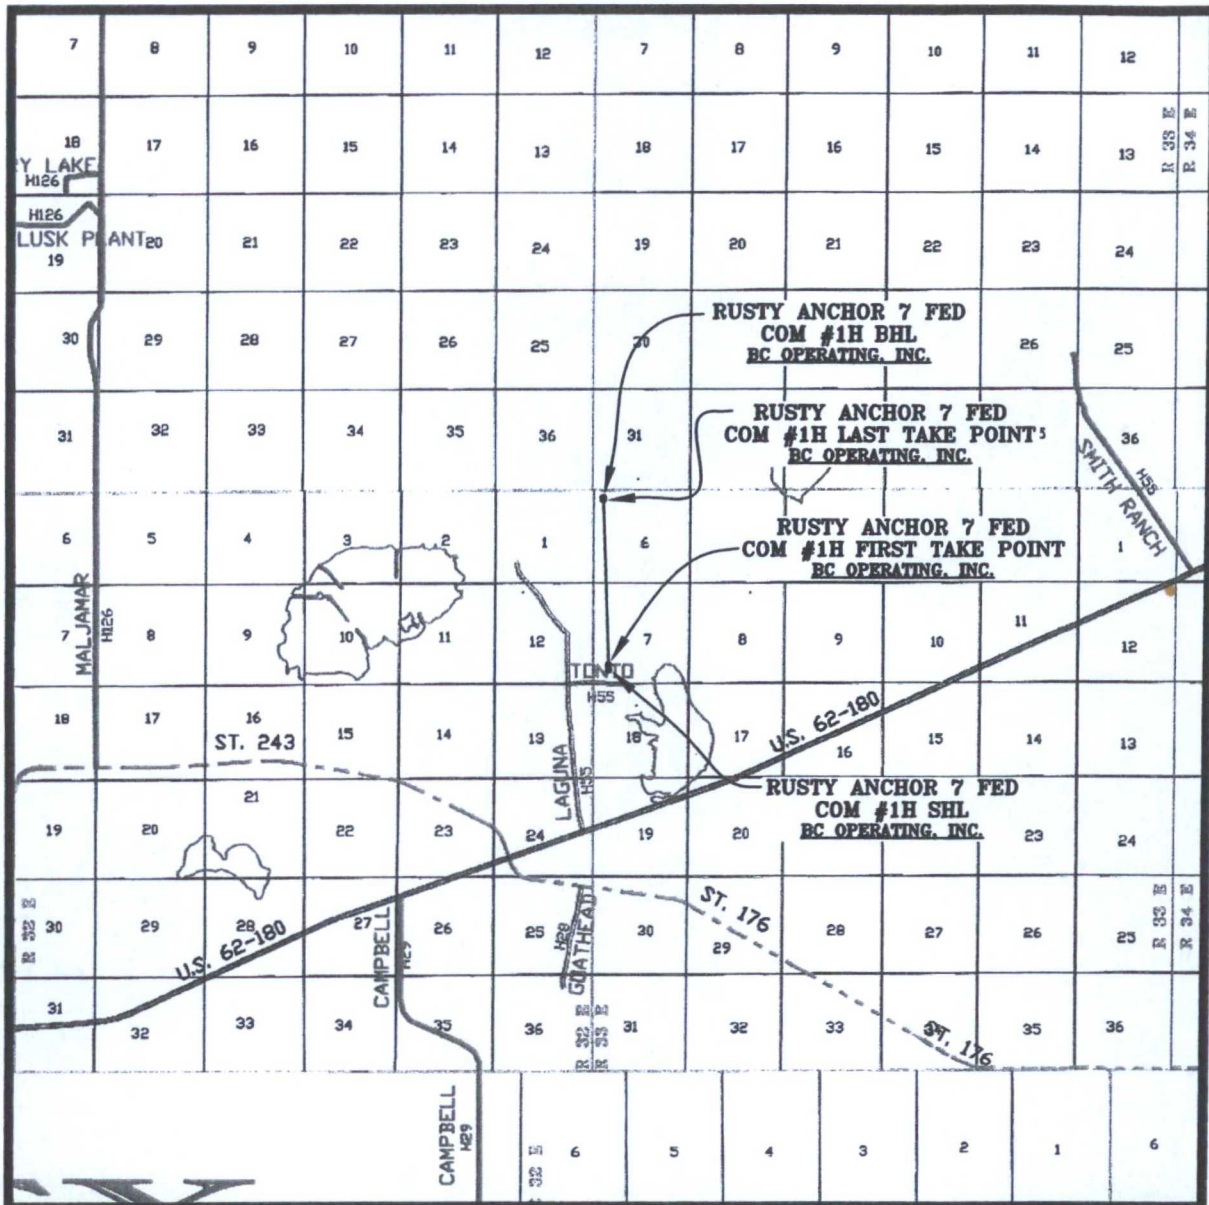 7 8 9 10 11 12 7 8 9 10 11 12
18 17 16 15 14 13 18 17 16 15 14 13
R 33 E
R 34 E
Y LAKE
H126
H126
LUSK PLANT
19 20 21 22 23 24 19 20 21 22 23 24
RUSTY ANCHOR 7 FED
COM #1H BHL
BC OPERATING, INC.
30 29 28 27 26 25 30 26 25
RUSTY ANCHOR 7 FED
COM #1H LAST TAKE POINT
BC OPERATING, INC.
31 32 33 34 35 36 31 36
SMITH RANCH
H55
RUSTY ANCHOR 7 FED
COM #1H FIRST TAKE POINT
BC OPERATING, INC.
6 5 4 3 2 1 6 1
MALJAMAR
H126
7 8 9 10 11 12 7 8 9 10 11 12
TONTO
H55
18 17 16 15 14 13 18 17 16 15 14 13
ST. 243
U.S. 62-180
LAGUNA
H55
RUSTY ANCHOR 7 FED
COM #1H SHL
BC OPERATING, INC.
19 20 21 22 23 24 19 20 23 24
R 32 E
30 29 28 27 26 25 30 29 28 27 26 25
R 33 E
R 34 E
U.S. 62-180
CAMPBELL
H29
H28
GOATHEAD
ST. 176
31 32 33 34 35 36 31 32 33 34 35 36
R 32 E
R 33 E
ST. 176
CAMPBELL
H29
32 E
6 5 4 3 2 1 6